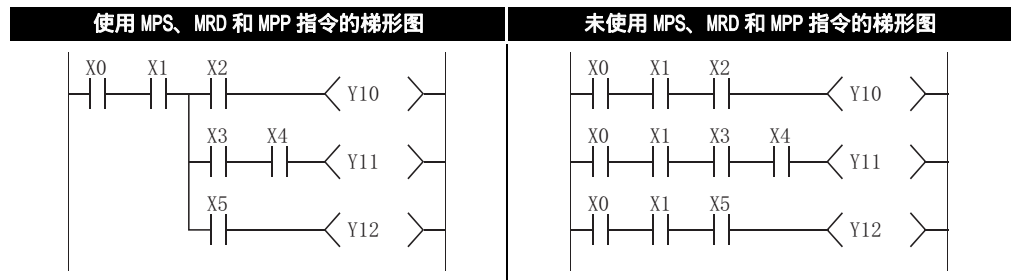 使用 MPS、MRD 和 MPP 指令的梯形图
X0 X1 X2 Y10
X3 X4 Y11
X5 Y12
未使用 MPS、MRD 和 MPP 指令的梯形图
X0 X1 X2 Y10
X0 X1 X3 X4 Y11
X0 X1 X5 Y12